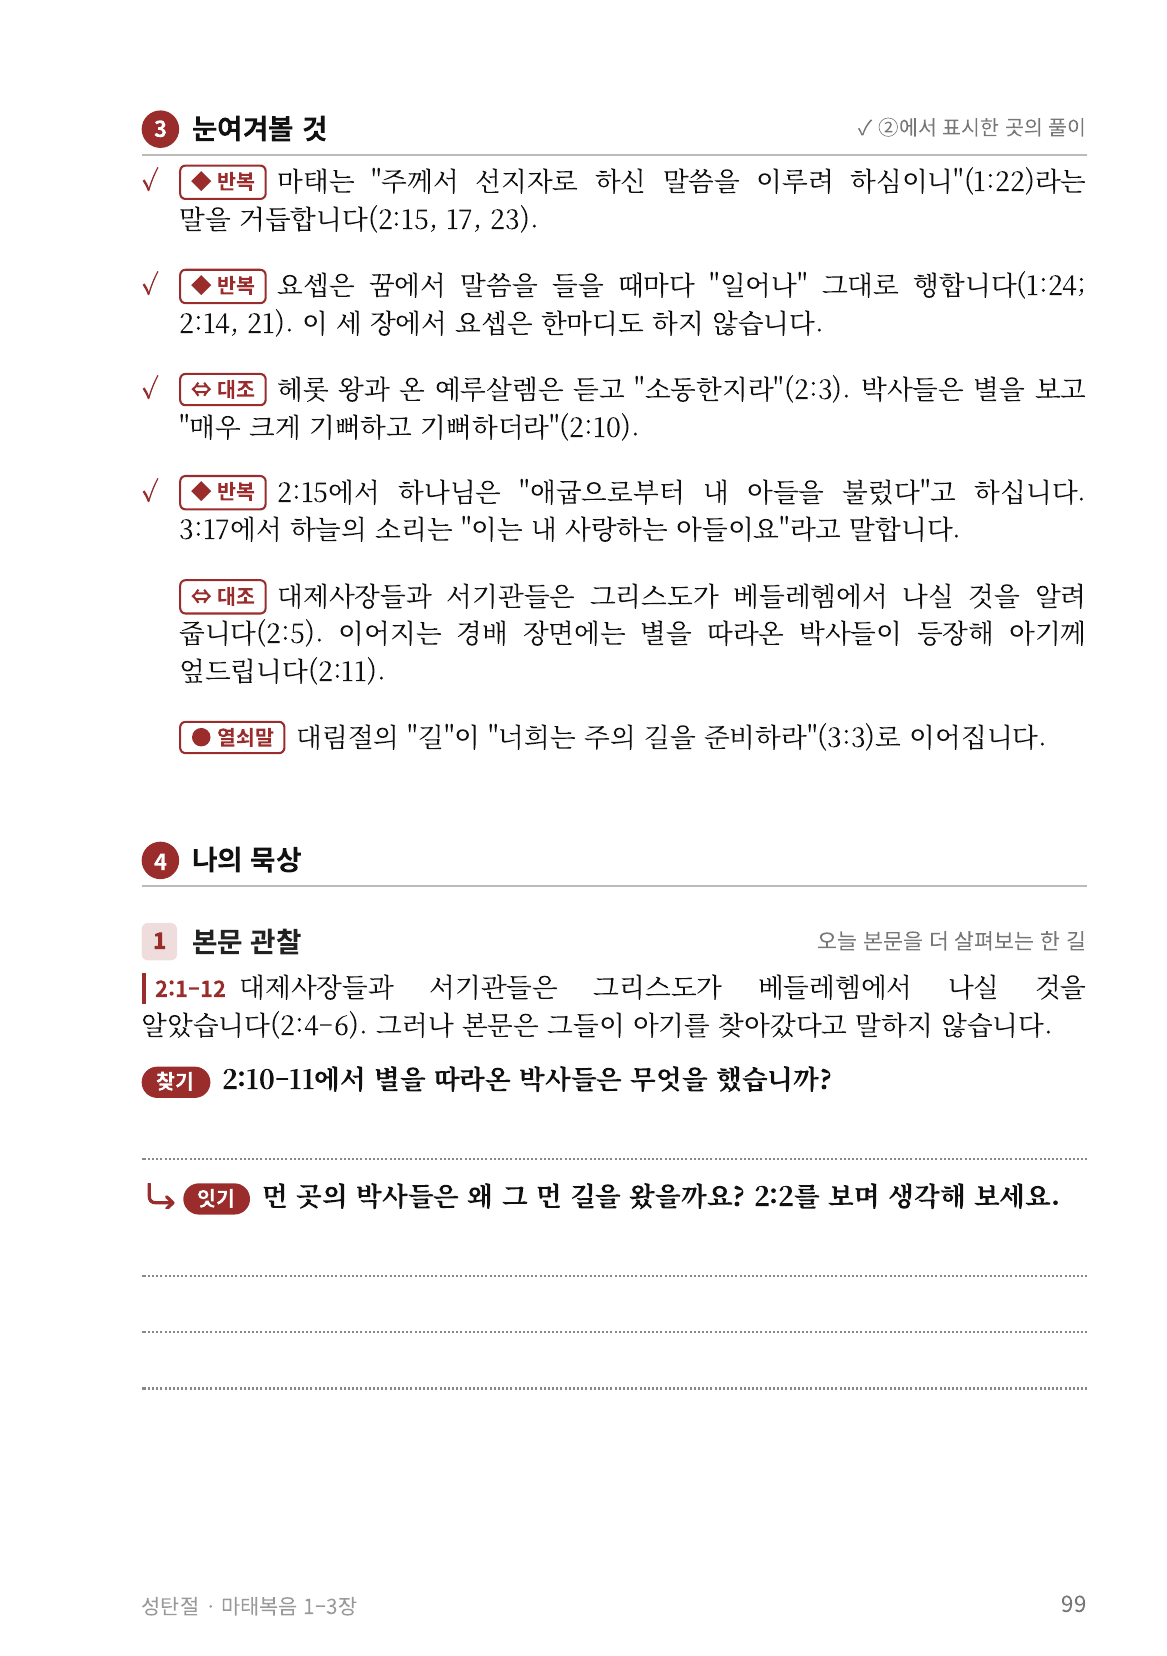 3 눈여겨볼 것 ✓ ②에서 표시한 곳의 풀이
✓ ◆ 반복 마태는 "주께서 선지자로 하신 말씀을 이루려 하심이니"(1:22)라는
말을 거듭합니다(2:15, 17, 23).
✓ ◆ 반복 요셉은 꿈에서 말씀을 들을 때마다 "일어나" 그대로 행합니다(1:24;
2:14, 21). 이 세 장에서 요셉은 한마디도 하지 않습니다.
✓ ⇔ 대조 헤롯 왕과 온 예루살렘은 듣고 "소동한지라"(2:3). 박사들은 별을 보고
"매우 크게 기뻐하고 기뻐하더라"(2:10).
✓ ◆ 반복 2:15에서 하나님은 "애굽으로부터 내 아들을 불렀다"고 하십니다.
3:17에서 하늘의 소리는 "이는 내 사랑하는 아들이요"라고 말합니다.
⇔ 대조 대제사장들과 서기관들은 그리스도가 베들레헴에서 나실 것을 알려
줍니다(2:5). 이어지는 경배 장면에는 별을 따라온 박사들이 등장해 아기께
엎드립니다(2:11).
● 열쇠말 대림절의 "길"이 "너희는 주의 길을 준비하라"(3:3)로 이어집니다.
4 나의 묵상
1 본문 관찰 오늘 본문을 더 살펴보는 한 길
2:1–12 대제사장들과 서기관들은 그리스도가 베들레헴에서 나실 것을
알았습니다(2:4–6). 그러나 본문은 그들이 아기를 찾아갔다고 말하지 않습니다.
찾기 2:10–11에서 별을 따라온 박사들은 무엇을 했습니까?
잇기 먼 곳의 박사들은 왜 그 먼 길을 왔을까요? 2:2를 보며 생각해 보세요.
성탄절 · 마태복음 1–3장 99